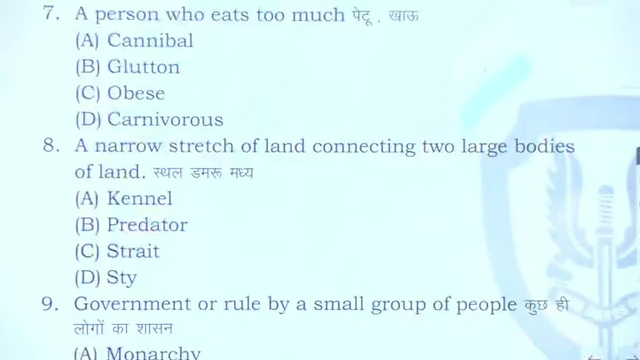 7. A person who eats too much पेटू , खाऊ
(A) Cannibal
(B) Glutton
(C) Obese
(D) Carnivorous
8. A narrow stretch of land connecting two large bodies
of land. स्थल डमरू मध्य
(A) Kennel
(B) Predator
(C) Strait
(D) Sty
9. Government or rule by a small group of people कुछ ही
लोगों का शासन
(A) Monarchy